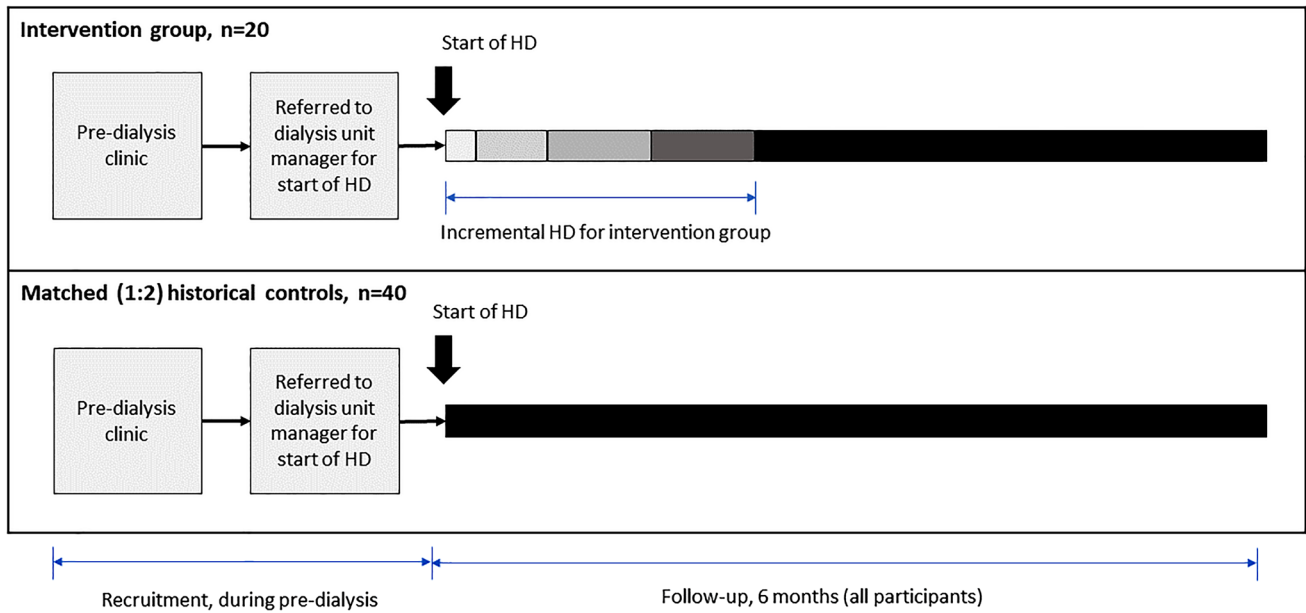 Intervention group, n=20
Start of HD
Pre-dialysis
clinic
Referred to
dialysis unit
manager for
start of HD
Incremental HD for intervention group
Matched (1:2) historical controls, n=40
Start of HD
Pre-dialysis
clinic
Referred to
dialysis unit
manager for
start of HD
Recruitment, during pre-dialysis
Follow-up, 6 months (all participants)